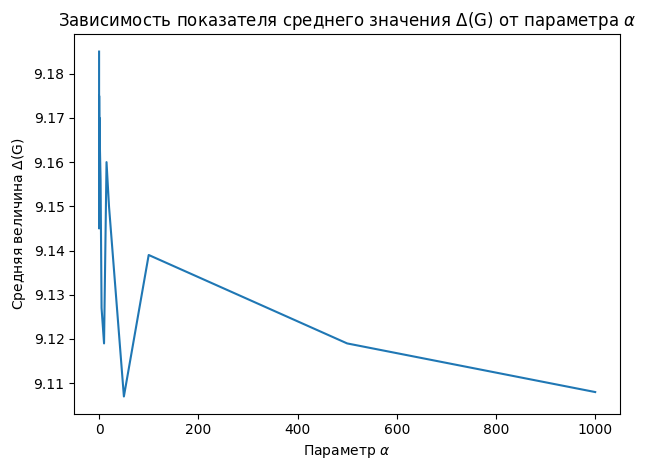 Зависимость показателя среднего значения Δ(G) от параметра α
Средняя величина Δ(G)
9.18
9.17
9.16
9.15
9.14
9.13
9.12
9.11
0 200 400 600 800 1000
Параметр α